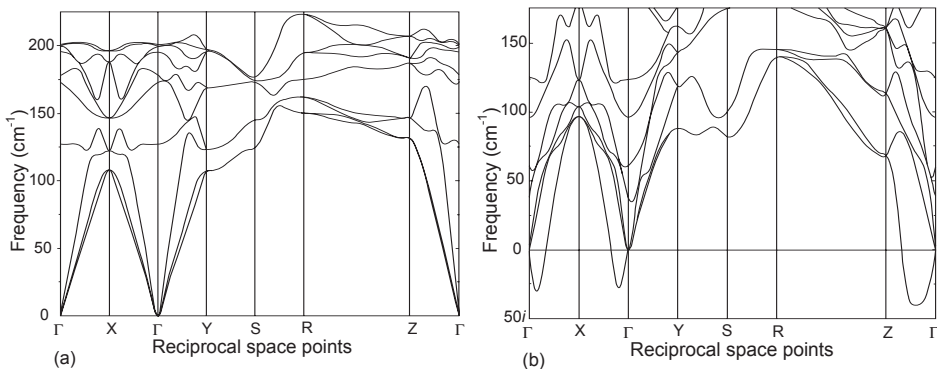 200
150
100
50
0
Frequency (cm⁻¹)
Γ X Γ Y S R Z Γ
Reciprocal space points
(a)
150
100
50
0
50i
Frequency (cm⁻¹)
Γ X Γ Y S R Z Γ
Reciprocal space points
(b)